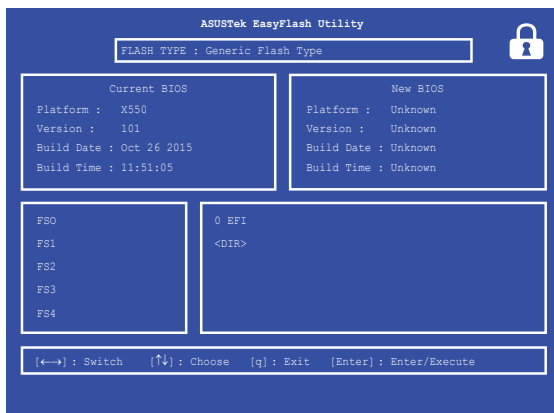 ASUSTek EasyFlash Utility
FLASH TYPE : Generic Flash Type
Current BIOS
Platform : X550
Version : 101
Build Date : Oct 26 2015
Build Time : 11:51:05
New BIOS
Platform : Unknown
Version : Unknown
Build Date : Unknown
Build Time : Unknown
FSO
FS1
FS2
FS3
FS4
0 EFI
<DIR>
[←→] : Switch [↑↓] : Choose [q] : Exit [Enter] : Enter/Execute